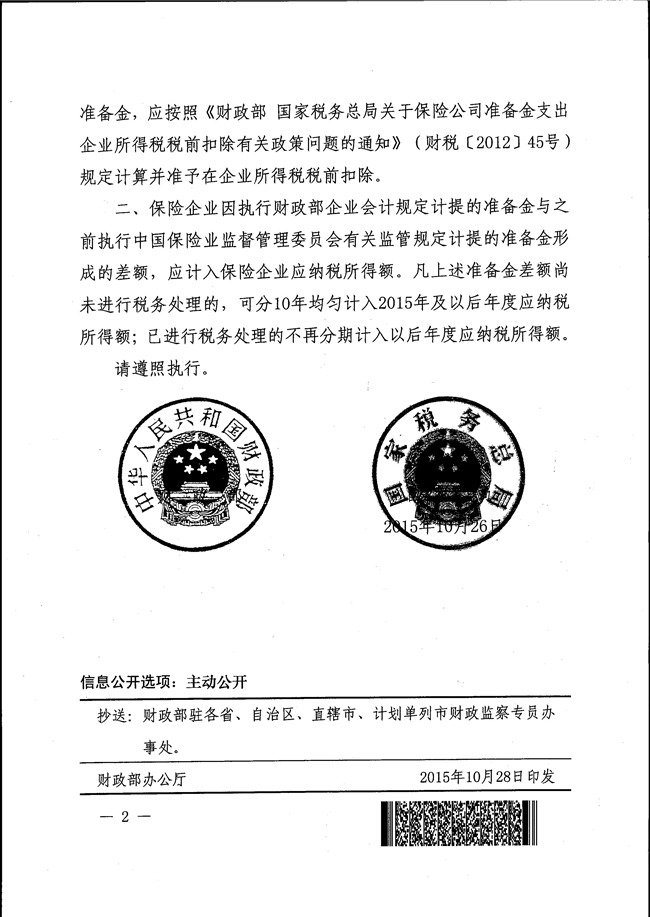 准备金，应按照《财政部 国家税务总局关于保险公司准备金支出
企业所得税税前扣除有关政策问题的通知》（财税〔2012〕45号）
规定计算并准予在企业所得税税前扣除。
二、保险企业因执行财政部企业会计规定计提的准备金与之
前执行中国保险业监督管理委员会有关监管规定计提的准备金形
成的差额，应计入保险企业应纳税所得额。凡上述准备金差额尚
未进行税务处理的，可分10年均匀计入2015年及以后年度应纳税
所得额；已进行税务处理的不再分期计入以后年度应纳税所得额。
请遵照执行。
中华人民共和国财政部
国家税务总局
2015年10月26日
信息公开选项：主动公开
抄送：财政部驻各省、自治区、直辖市、计划单列市财政监察专员办
事处。
财政部办公厅 2015年10月28日印发
— 2 —